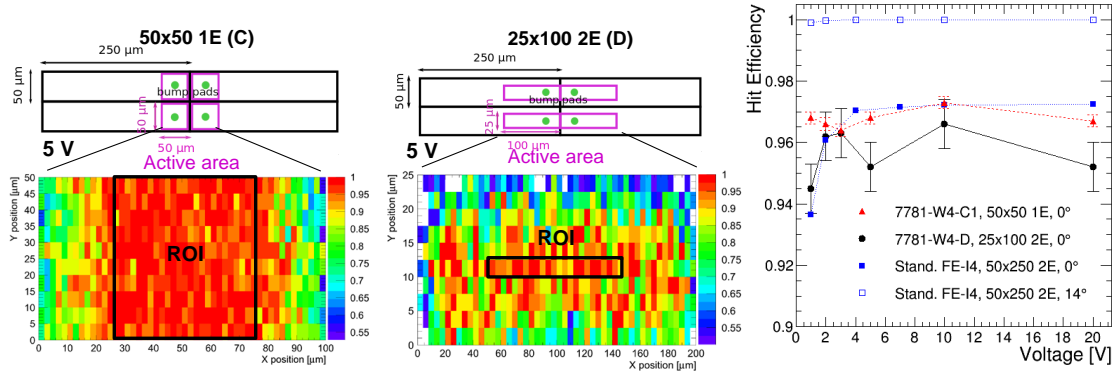 50x50 1E (C)
250 µm
50 µm
bump pads
50 µm
50 µm
5 V
Active area
ROI
Y position [µm]
50
45
40
35
30
25
20
15
10
5
0
0 10 20 30 40 50 60 70 80 90 100
X position [µm]
1
0.95
0.9
0.85
0.8
0.75
0.7
0.65
0.6
0.55
25x100 2E (D)
250 µm
50 µm
bump pads
25 µm
100 µm
5 V
Active area
ROI
Y position [µm]
25
20
15
10
5
0
0 20 40 60 80 100 120 140 160 180 200
X position [µm]
1
0.95
0.9
0.85
0.8
0.75
0.7
0.65
0.6
0.55
Hit Efficiency
1
0.98
0.96
0.94
0.92
0.9
7781-W4-C1, 50x50 1E, 0°
7781-W4-D, 25x100 2E, 0°
Stand. FE-I4, 50x250 2E, 0°
Stand. FE-I4, 50x250 2E, 14°
0 2 4 6 8 10 12 14 16 18 20 22
Voltage [V]